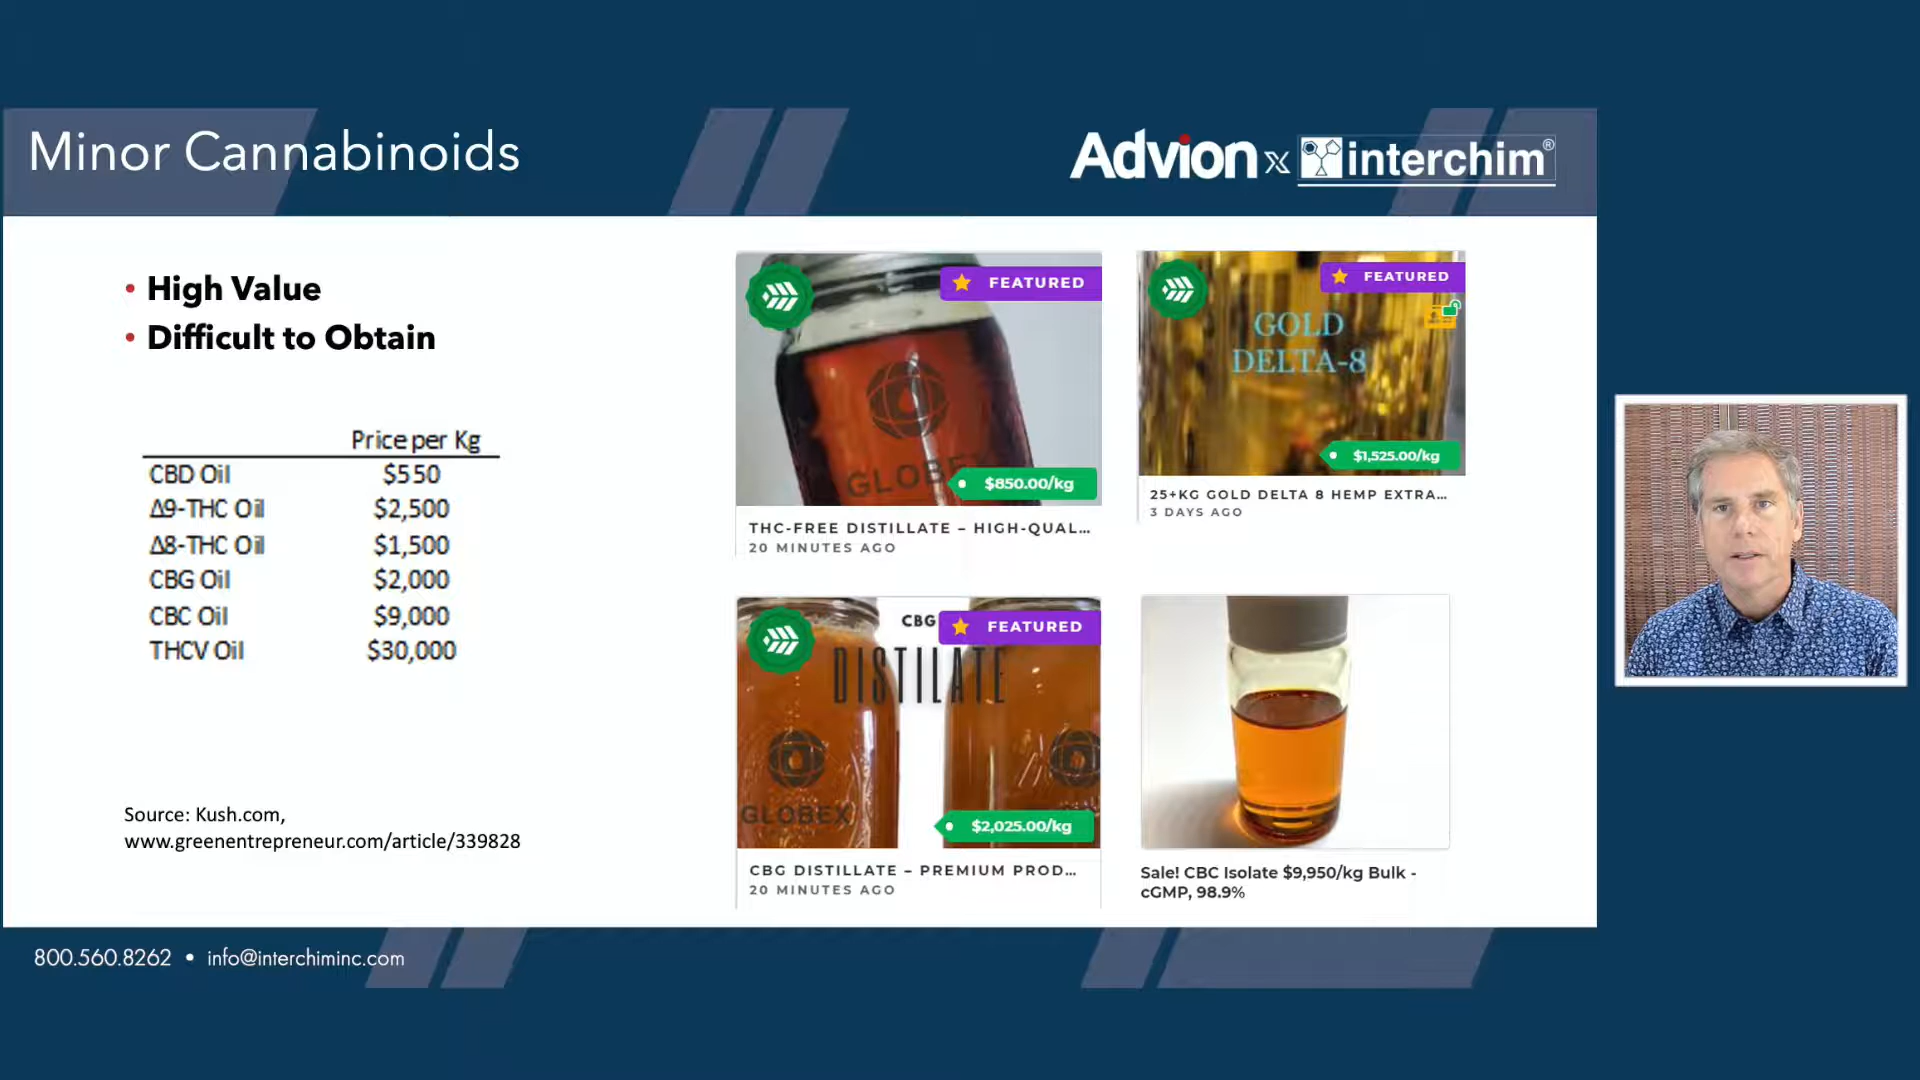 Minor Cannabinoids
Advion x interchim®
• High Value
• Difficult to Obtain
Price per Kg
CBD Oil $550
Δ9-THC Oil $2,500
Δ8-THC Oil $1,500
CBG Oil $2,000
CBC Oil $9,000
THCV Oil $30,000
Source: Kush.com,
www.greenentrepreneur.com/article/339828
FEATURED
GLOBEX
$850.00/kg
THC-FREE DISTILLATE – HIGH-QUAL...
20 MINUTES AGO
FEATURED
GOLD
DELTA-8
$1,525.00/kg
25+KG GOLD DELTA 8 HEMP EXTRA...
3 DAYS AGO
CBG
FEATURED
DISTILATE
GLOBEX
$2,025.00/kg
CBG DISTILLATE – PREMIUM PROD...
20 MINUTES AGO
Sale! CBC Isolate $9,950/kg Bulk -
cGMP, 98.9%
800.560.8262 • info@interchiminc.com